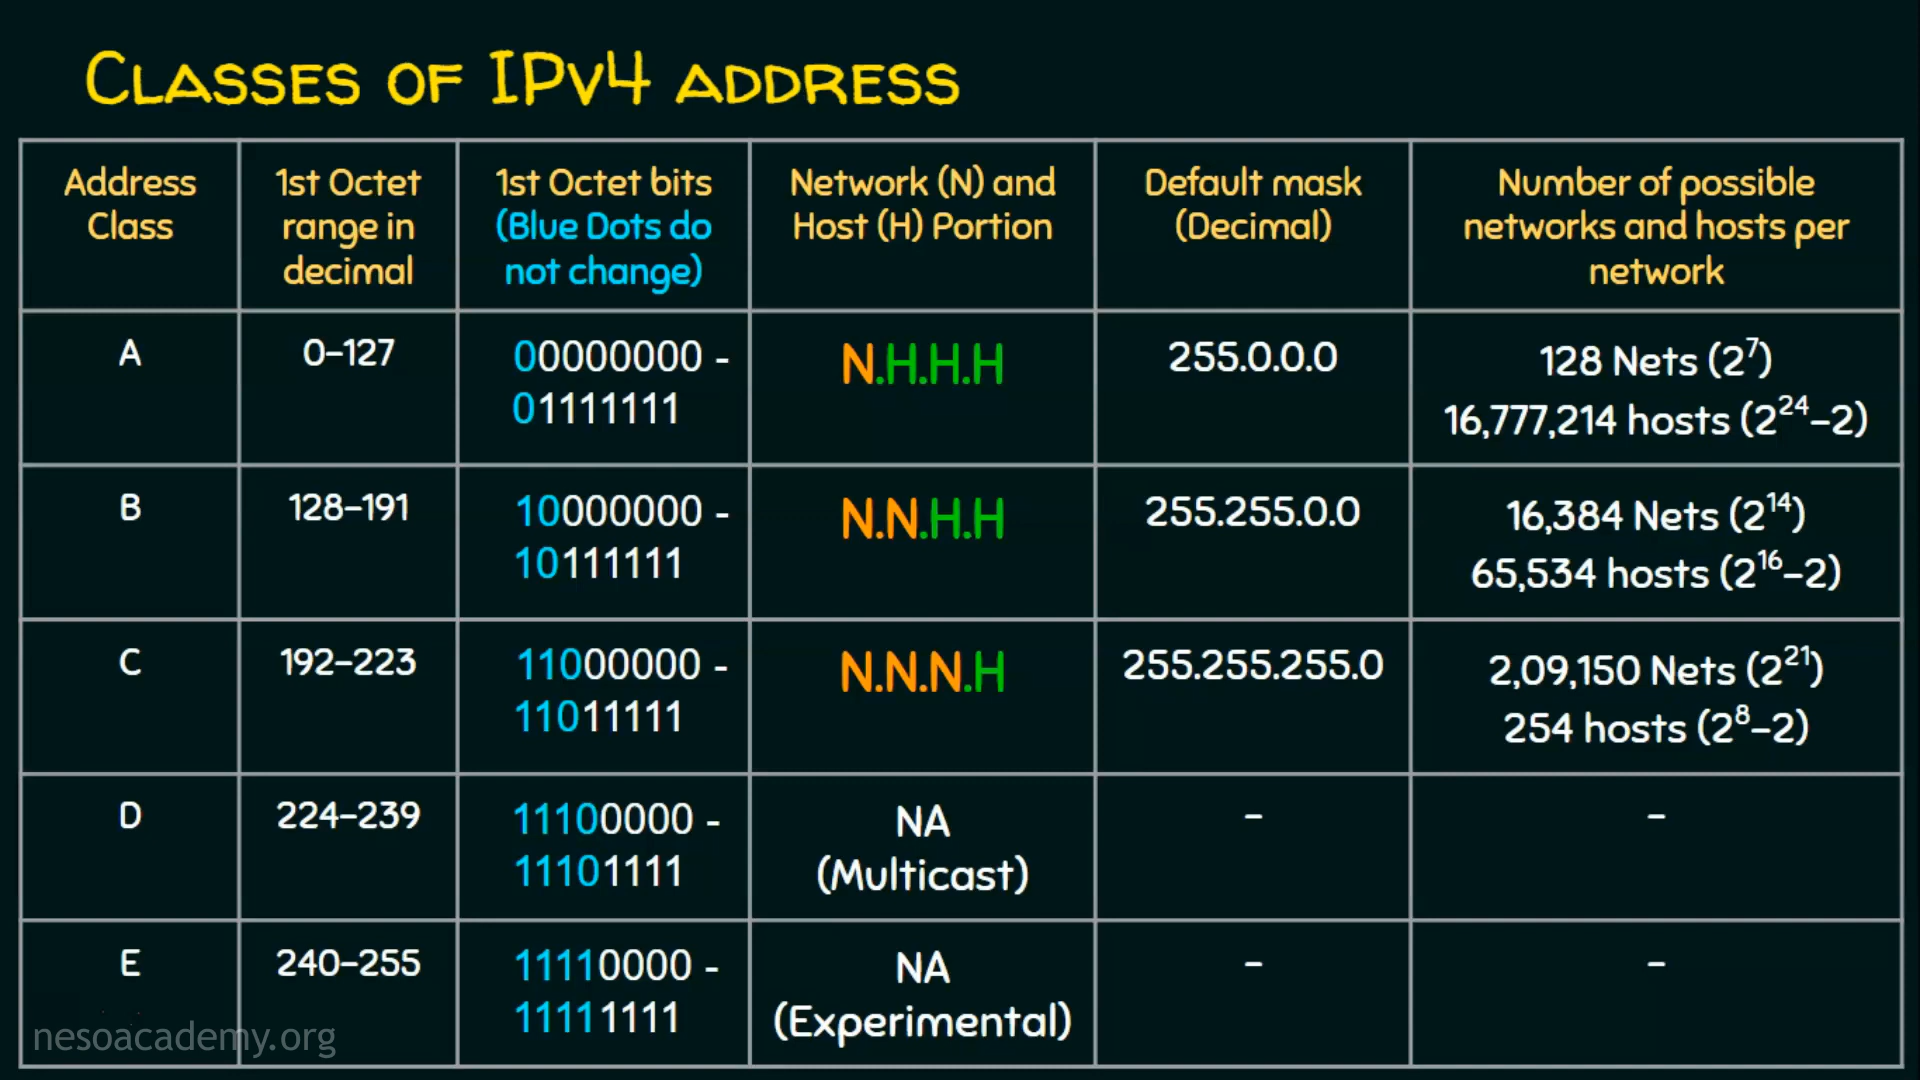 Classes of IPv4 address
Address
Class
1st Octet
range in
decimal
1st Octet bits
(Blue Dots do
not change)
Network (N) and
Host (H) Portion
Default mask
(Decimal)
Number of possible
networks and hosts per
network
A
0–127
00000000 -
01111111
N.H.H.H
255.0.0.0
128 Nets (2⁷)
16,777,214 hosts (2²⁴–2)
B
128–191
10000000 -
10111111
N.N.H.H
255.255.0.0
16,384 Nets (2¹⁴)
65,534 hosts (2¹⁶–2)
C
192–223
11000000 -
11011111
N.N.N.H
255.255.255.0
2,09,150 Nets (2²¹)
254 hosts (2⁸–2)
D
224–239
11100000 -
11101111
NA
(Multicast)
–
–
E
240–255
11110000 -
11111111
NA
(Experimental)
–
–
nesoacademy.org